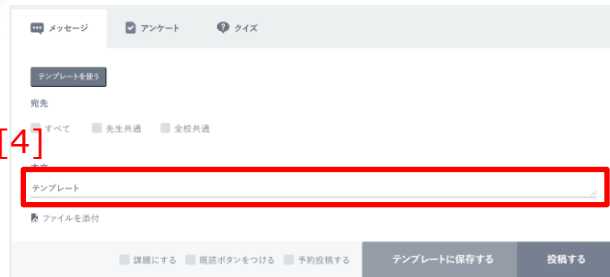 メッセージ アンケート クイズ
テンプレートを使う
宛先
すべて 先生共通 全校共通
[4]
本文
テンプレート
ファイルを添付
課題にする 既読ボタンをつける 予約投稿する テンプレートに保存する 投稿する